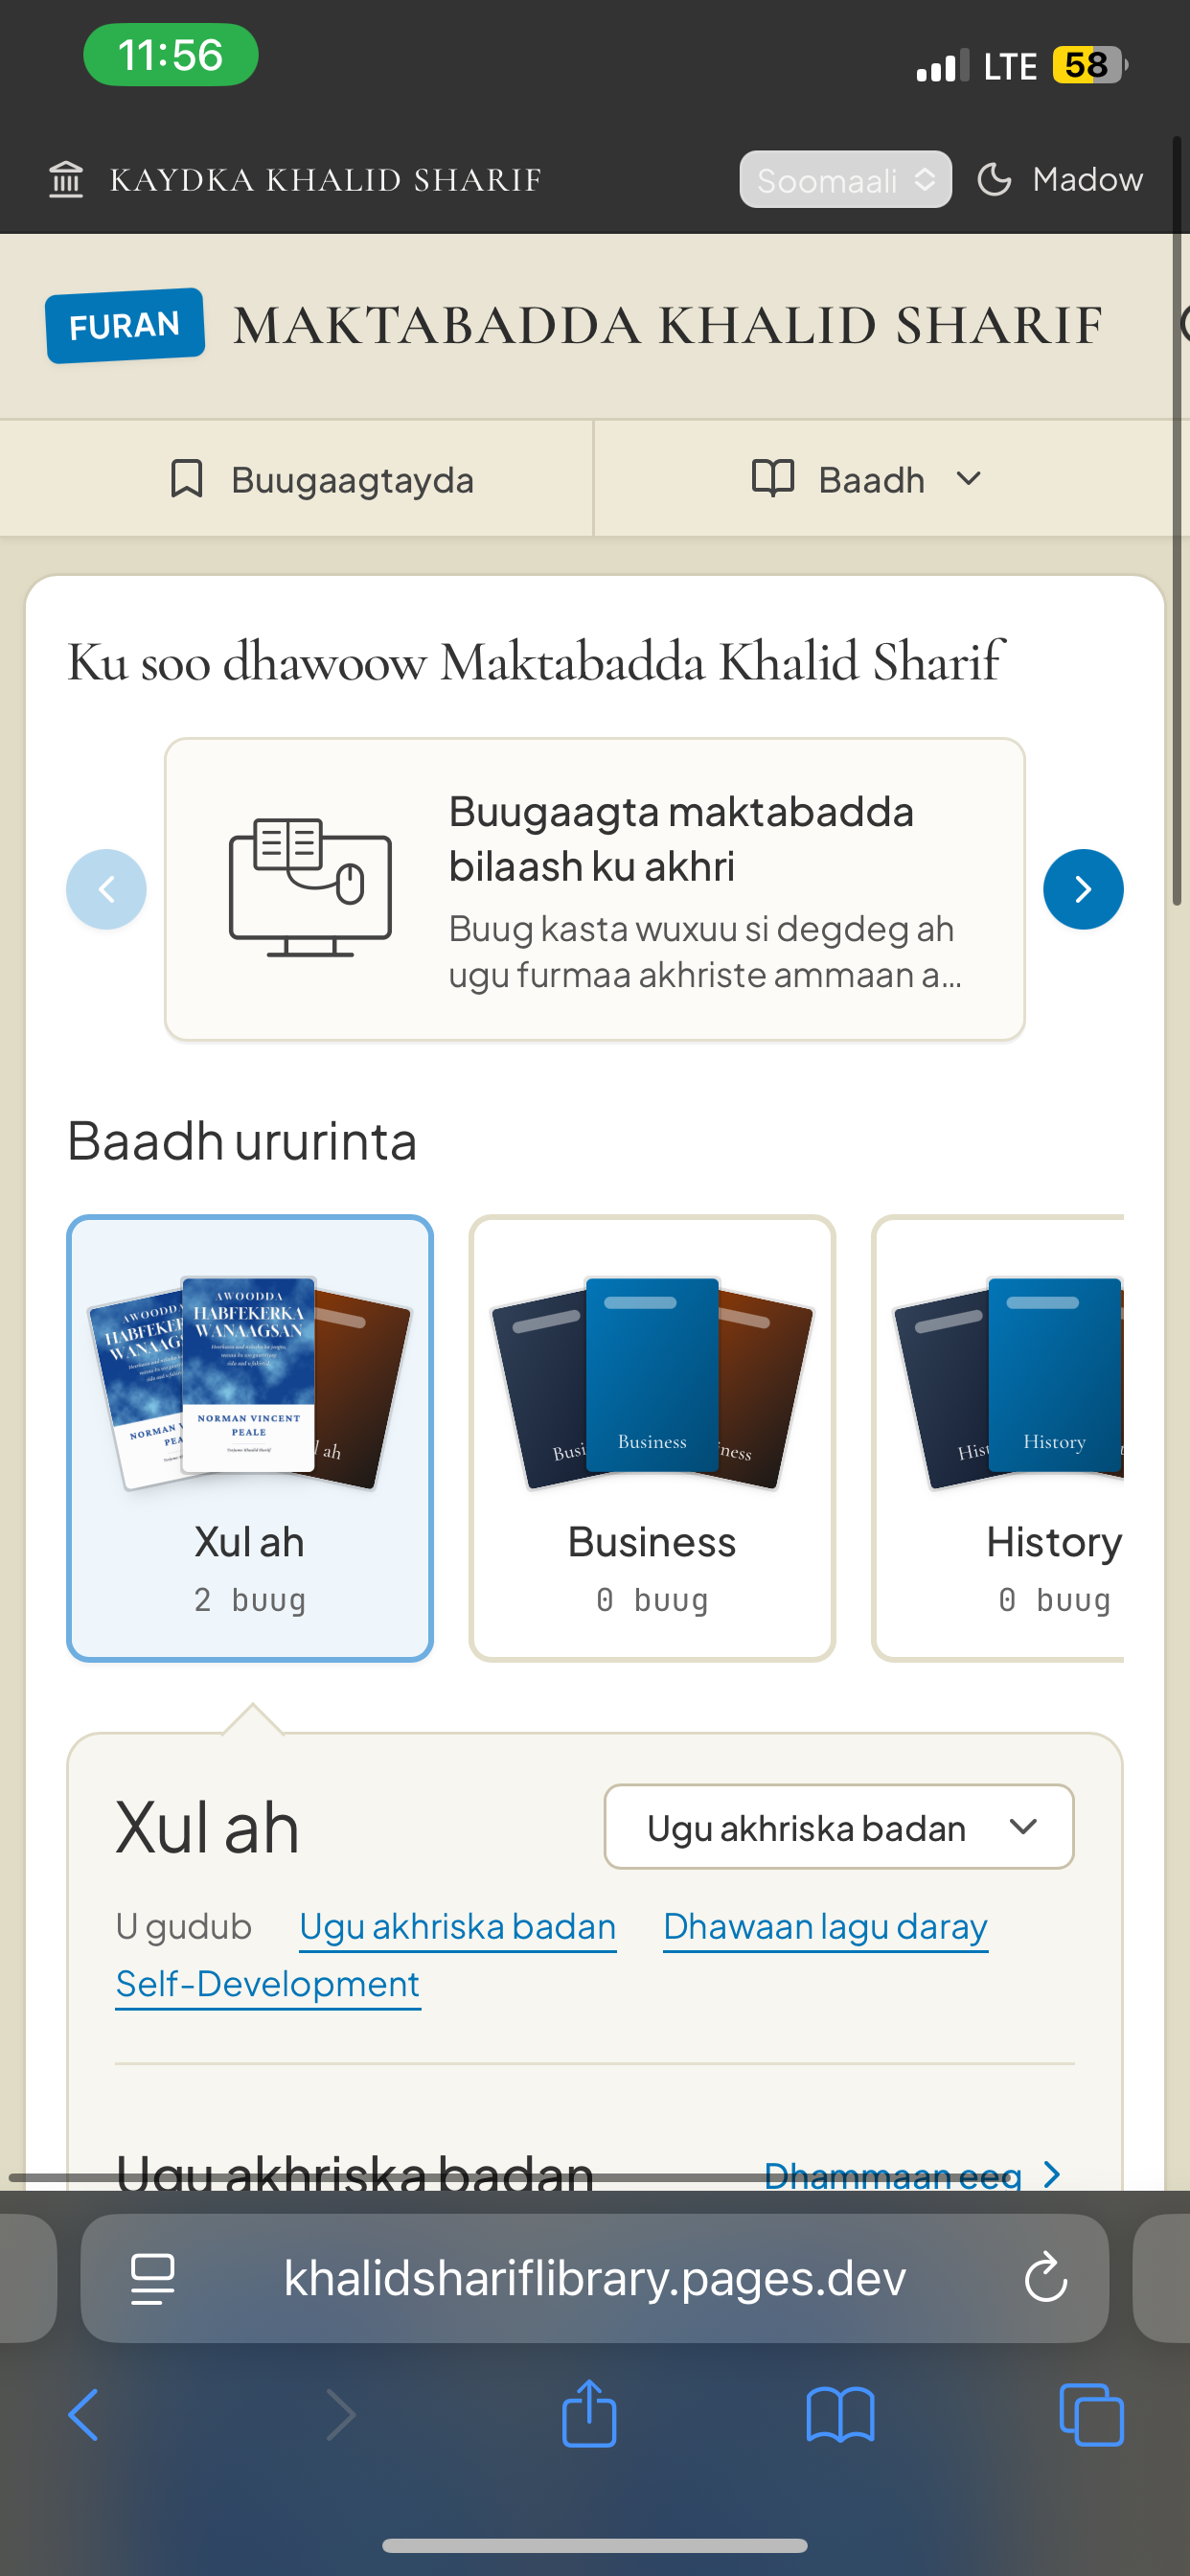 11:56
LTE 58
KAYDKA KHALID SHARIF
Soomaali
Madow
FURAN
MAKTABADDA KHALID SHARIF
Buugaagtayda
Baadh
Ku soo dhawoow Maktabadda Khalid Sharif
Buugaagta maktabadda
bilaash ku akhri
Buug kasta wuxuu si degdeg ah
ugu furmaa akhriste ammaan a...
Baadh ururinta
AWOODDA
HABFEKERKA
WANAAGSAN
NORMAN VINCENT
PEALE
Xul ah
2 buug
Business
Business
0 buug
History
History
0 buug
Xul ah
Ugu akhriska badan
U gudub
Ugu akhriska badan
Dhawaan lagu daray
Self-Development
Ugu akhriska badan
Dhammaan eeg
khalidshariflibrary.pages.dev